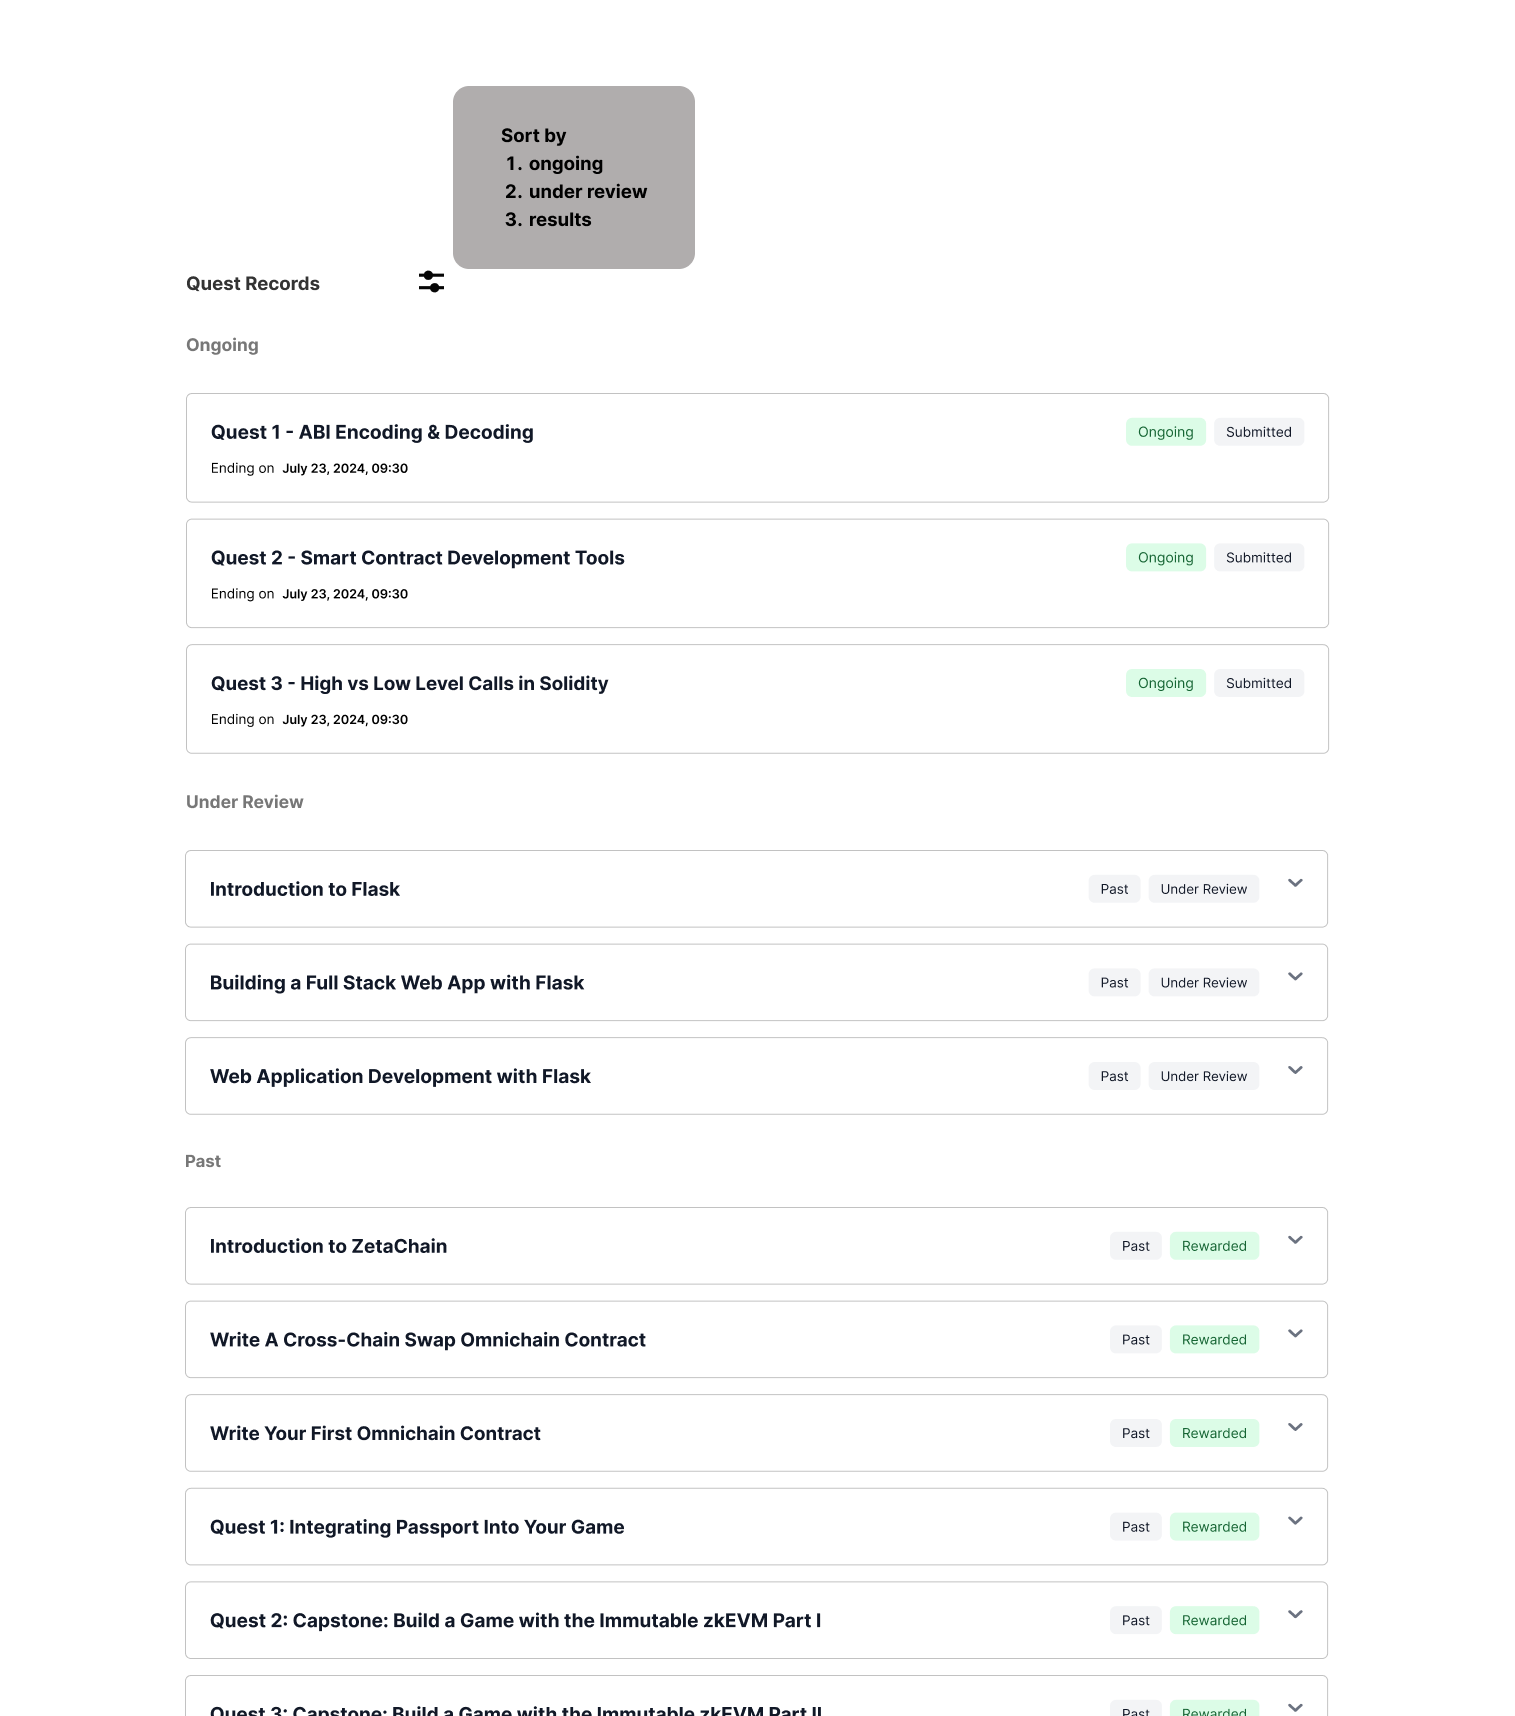 Sort by
1. ongoing
2. under review
3. results
Quest Records
Ongoing
Quest 1 - ABI Encoding & Decoding
Ongoing Submitted
Ending on July 23, 2024, 09:30
Quest 2 - Smart Contract Development Tools
Ongoing Submitted
Ending on July 23, 2024, 09:30
Quest 3 - High vs Low Level Calls in Solidity
Ongoing Submitted
Ending on July 23, 2024, 09:30
Under Review
Introduction to Flask
Past Under Review
Building a Full Stack Web App with Flask
Past Under Review
Web Application Development with Flask
Past Under Review
Past
Introduction to ZetaChain
Past Rewarded
Write A Cross-Chain Swap Omnichain Contract
Past Rewarded
Write Your First Omnichain Contract
Past Rewarded
Quest 1: Integrating Passport Into Your Game
Past Rewarded
Quest 2: Capstone: Build a Game with the Immutable zkEVM Part I
Past Rewarded
Quest 3: Capstone: Build a Game with the Immutable zkEVM Part II
Past Rewarded